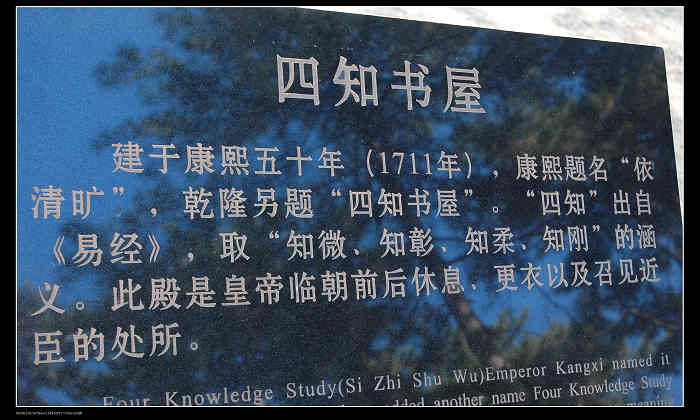 四知书屋
建于康熙五十年（1711年），康熙题名“依
清旷”，乾隆另题“四知书屋”。“四知”出自
《易经》，取“知微、知彰、知柔、知刚”的涵
义。此殿是皇帝临朝前后休息、更衣以及召见近
臣的处所。
Four Knowledge Study(Si Zhi Shu Wu)Emperor Kangxi named it
another name Four Knowledge Study
meaning